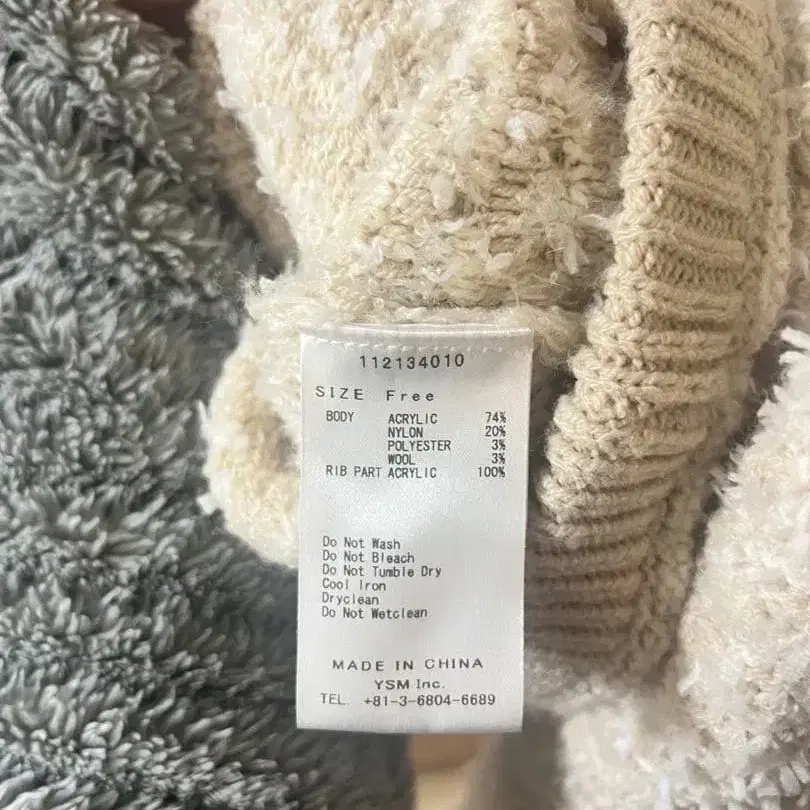 112134010
SIZE Free
BODY ACRYLIC 74%
NYLON 20%
POLYESTER 3%
WOOL 3%
RIB PART ACRYLIC 100%
Do Not Wash
Do Not Bleach
Do Not Tumble Dry
Cool Iron
Dryclean
Do Not Wetclean
MADE IN CHINA
YSM Inc.
TEL. +81-3-6804-6689